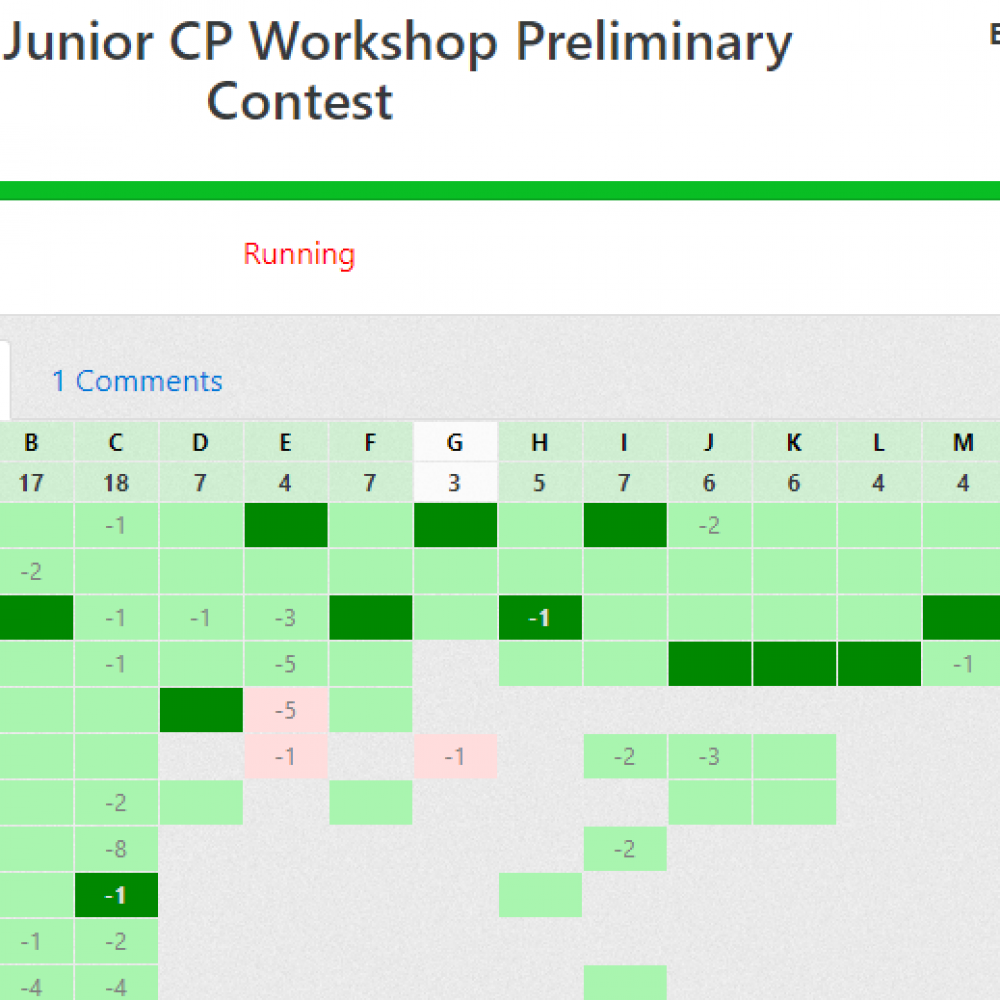 Junior CP Workshop Preliminary
Contest
Running
1 Comments
B C D E F G H I J K L M
17 18 7 4 7 3 5 7 6 6 4 4
-1 -2
-2
-1 -1 -3 -1
-1 -5 -1
-5
-1 -1 -2 -3
-2
-8 -2
-1
-1 -2
-4 -4